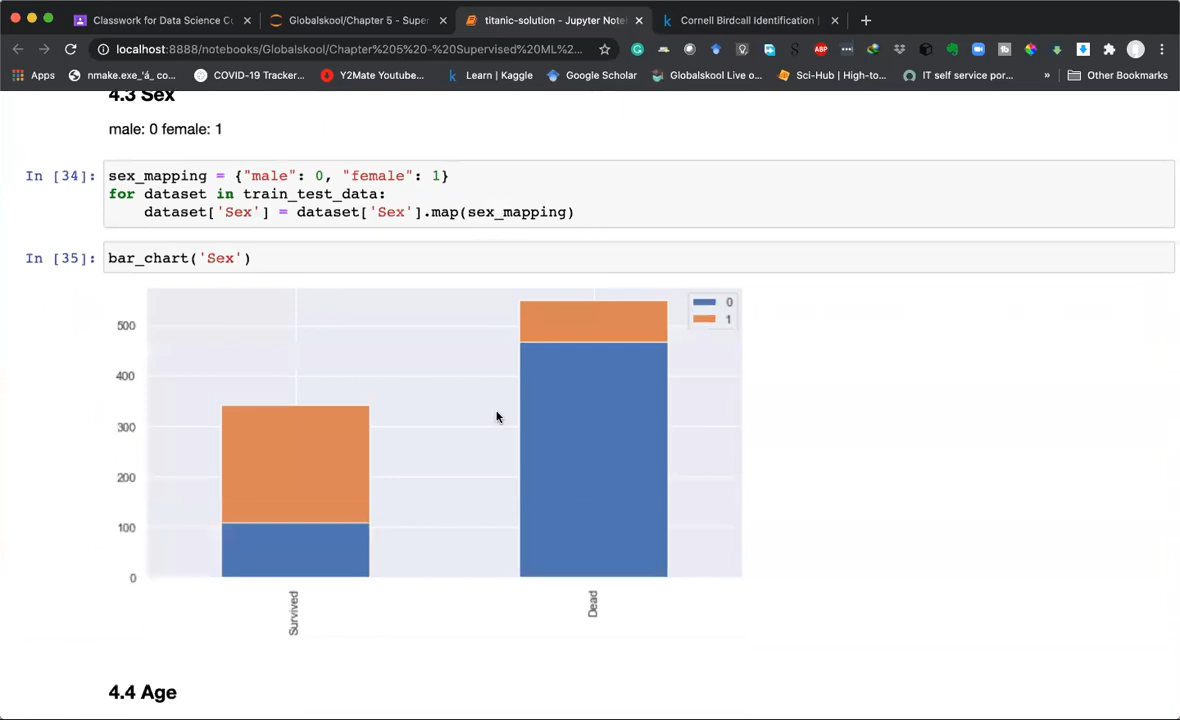 Classwork for Data Science Co
Globalskool/Chapter 5 - Super
titanic-solution - Jupyter Note
Cornell Birdcall Identification
localhost:8888/notebooks/Globalskool/Chapter%205%20-%20Supervised%20ML%2...
Apps
nmake.exe'á_ co...
COVID-19 Tracker...
Y2Mate Youtube...
Learn | Kaggle
Google Scholar
Globalskool Live o...
Sci-Hub | High-to...
IT self service por...
»
Other Bookmarks
4.3 Sex
male: 0 female: 1
In [34]:
sex_mapping = {"male": 0, "female": 1}
for dataset in train_test_data:
dataset['Sex'] = dataset['Sex'].map(sex_mapping)
In [35]:
bar_chart('Sex')
0
1
500
400
300
200
100
0
Survived
Dead
4.4 Age